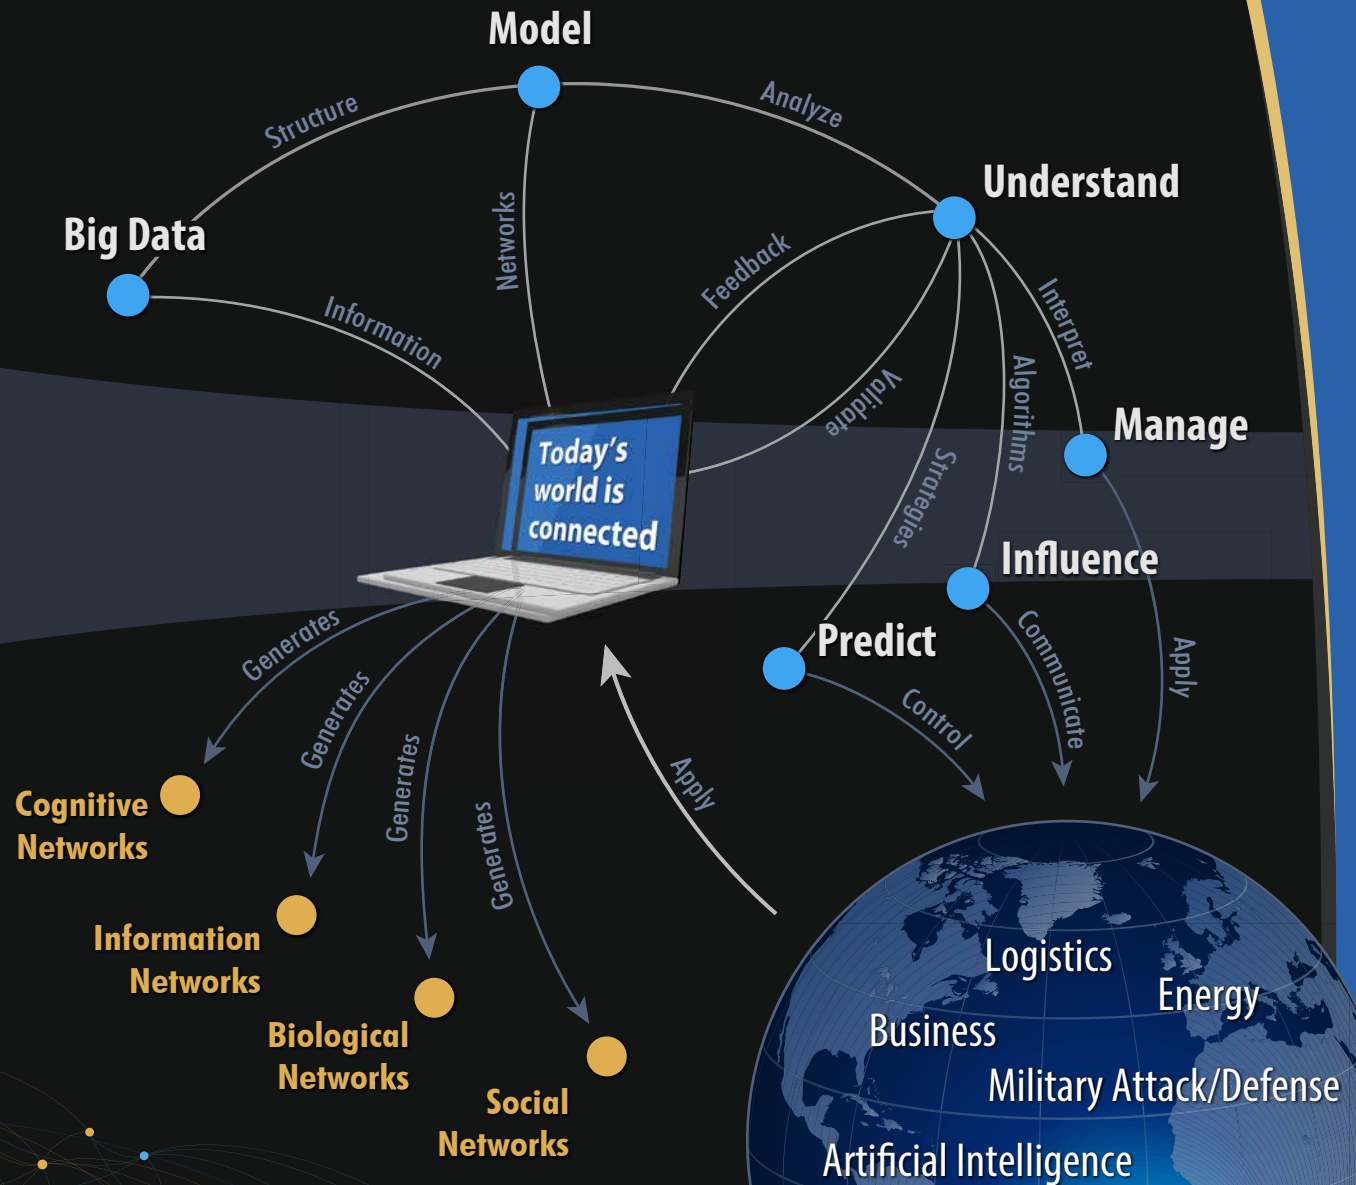 Model
Structure
Analyze
Understand
Big Data
Networks
Feedback
Information
Interpret
Validate
Algorithms
Strategies
Manage
Today's
world is
connected
Influence
Predict
Generates
Generates
Generates
Generates
Communicate
Apply
Control
Apply
Cognitive
Networks
Information
Networks
Biological
Networks
Social
Networks
Logistics
Energy
Business
Military Attack/Defense
Artificial Intelligence